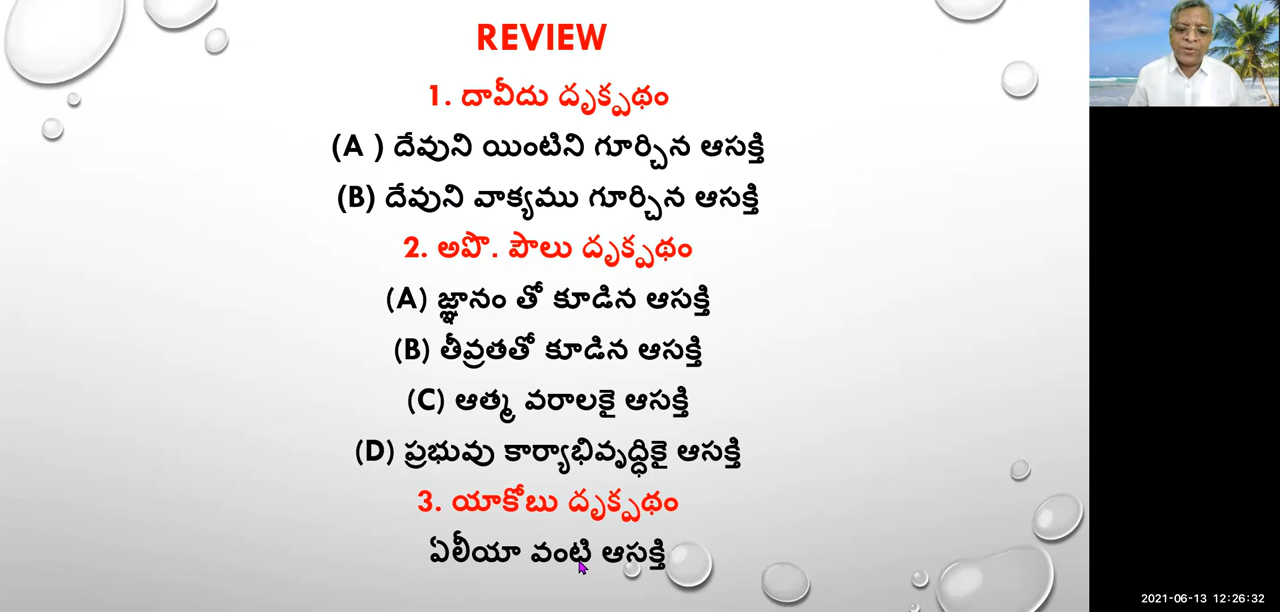 REVIEW
1. దావీదు దృక్పథం
(A ) దేవుని యింటిని గూర్చిన ఆసక్తి
(B) దేవుని వాక్యము గూర్చిన ఆసక్తి
2. అపొ. పౌలు దృక్పథం
(A) జ్ఞానం తో కూడిన ఆసక్తి
(B) తీవ్రతతో కూడిన ఆసక్తి
(C) ఆత్మ వరాలకై ఆసక్తి
(D) ప్రభువు కార్యాభివృద్ధికై ఆసక్తి
3. యాకోబు దృక్పథం
ఏలీయా వంటి ఆసక్తి
2021-06-13 12:26:32